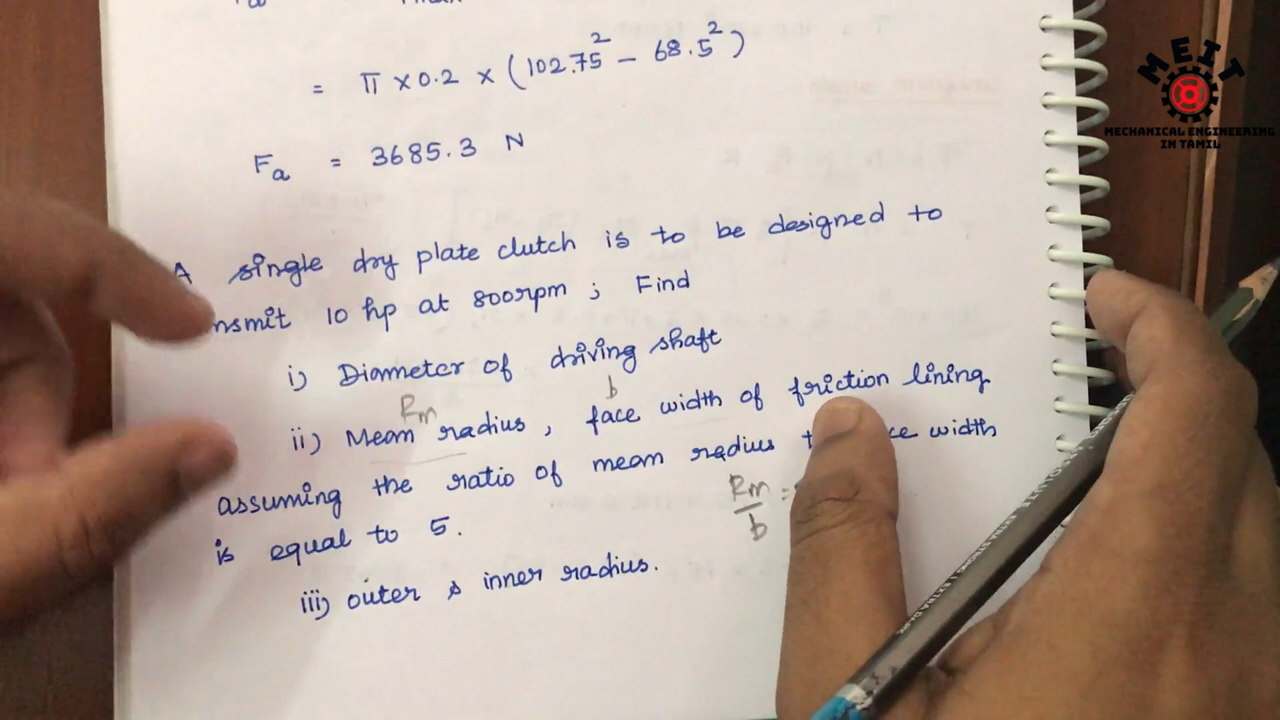 = π × 0.2 × (102.75² − 68.5²)
Fa = 3685.3 N
A single dry plate clutch is to be designed to
nsmit 10 hp at 800rpm ; Find
i) Diameter of driving shaft
Rm b
ii) Mean radius, face width of friction lining
assuming the ratio of mean radius t ce width
Rm/b =
is equal to 5.
iii) outer & inner radius.
MEIT
MECHANICAL ENGINEERING
IN TAMIL